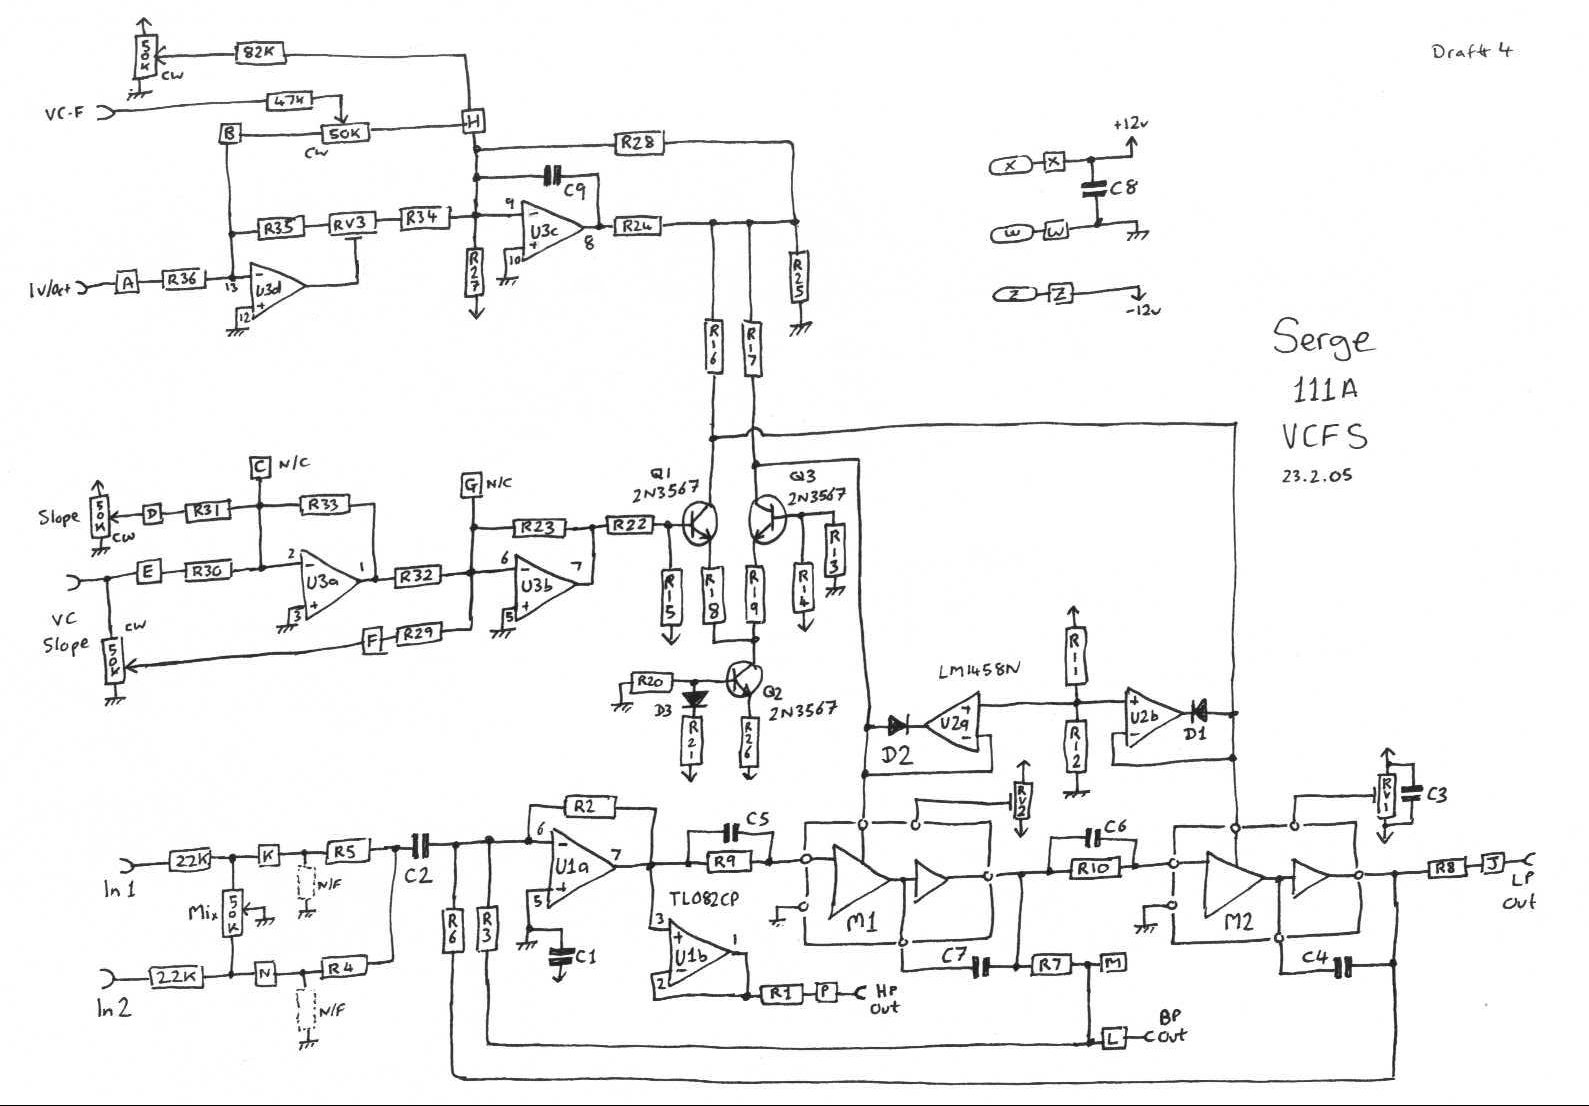 Draft 4
50K
CW
82K
VC-F
47K
H
B
50K
CW
R28
C9
+12v
X
X
C8
W
W
Z
Z
-12v
R35
RV3
R34
9
-
U3c
+
10
8
R24
R27
R25
1v/oct
A
R36
13
-
U3d
+
12
R16
R17
Serge
111A
VCFS
23.2.05
C
N/C
G
N/C
Q1
2N3567
Q3
2N3567
Slope
50K
CW
D
R31
R33
R23
R22
R13
VC
Slope
E
R30
2
-
U3a
+
3
1
R32
6
-
U3b
+
5
7
R15
R18
R19
R14
CW
50K
F
R29
R20
D3
R21
Q2
2N3567
R26
LM1458N
R11
+
U2a
-
D2
+
U2b
-
D1
R12
RV2
RV1
C3
R2
In 1
22K
K
R5
N/F
C2
6
-
U1a
+
5
7
C5
R9
TL082CP
M1
C6
R10
M2
R8
J
LP
Out
Mix
50K
R6
R3
C1
3
+
U1b
-
2
1
C7
R7
M
C4
In 2
22K
N
R4
N/F
R1
P
HP
Out
L
BP
Out